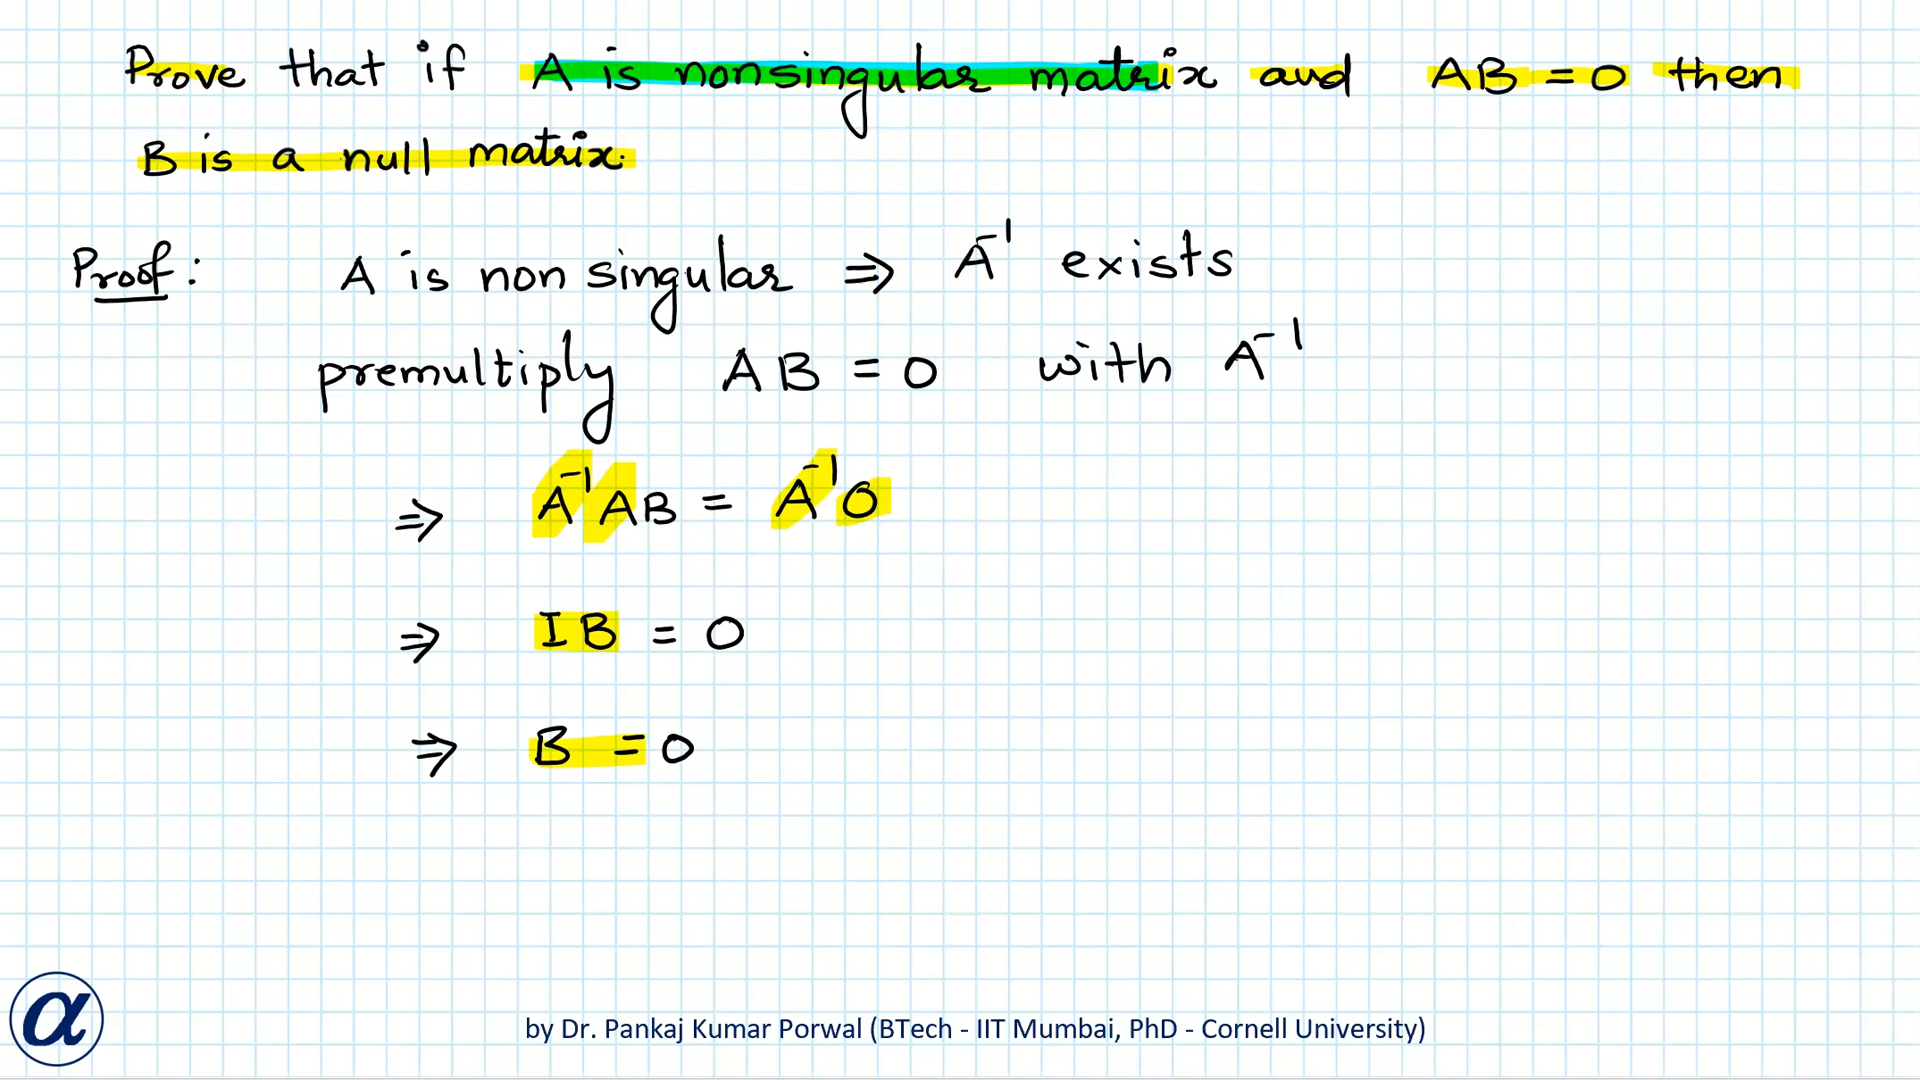 Prove that if A is nonsingular matrix and AB = 0 then
B is a null matrix.
Proof: A is non singular ⇒ A⁻¹ exists
premultiply AB = 0 with A⁻¹
⇒ A⁻¹AB = A⁻¹0
⇒ IB = 0
⇒ B = 0
α
by Dr. Pankaj Kumar Porwal (BTech - IIT Mumbai, PhD - Cornell University)